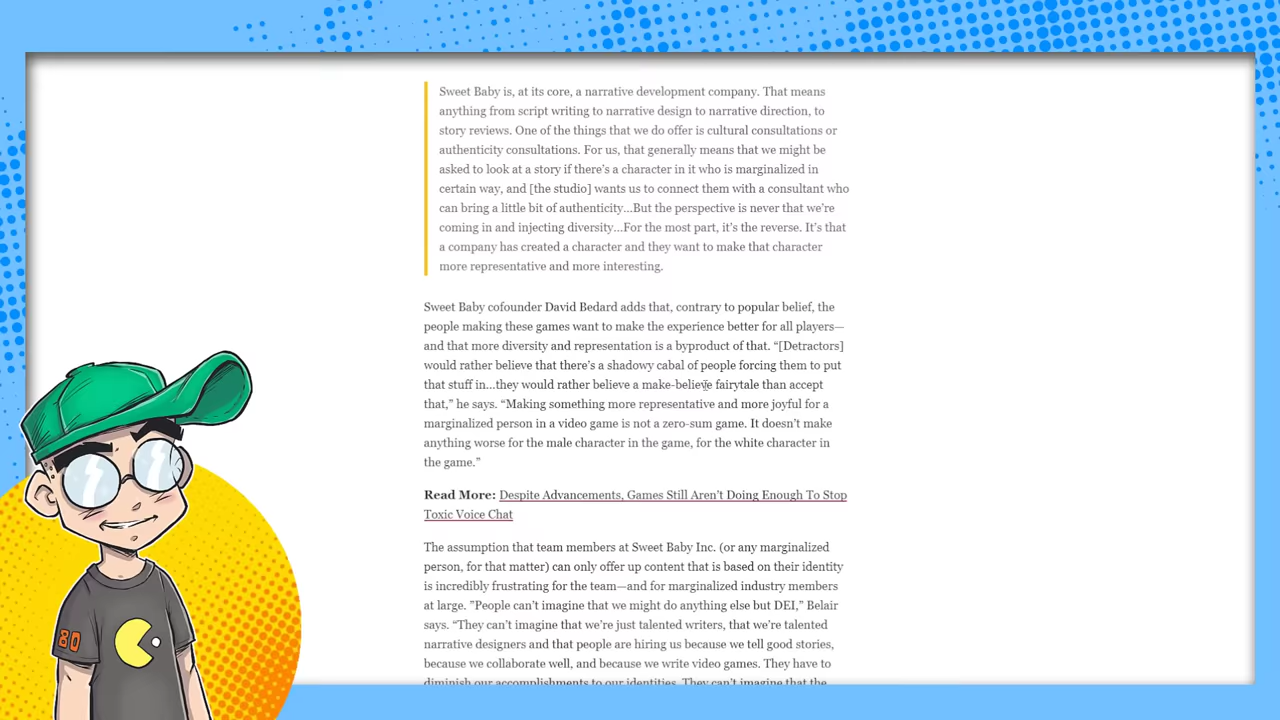 Sweet Baby is, at its core, a narrative development company. That means
anything from script writing to narrative design to narrative direction, to
story reviews. One of the things that we do offer is cultural consultations or
authenticity consultations. For us, that generally means that we might be
asked to look at a story if there's a character in it who is marginalized in
certain way, and [the studio] wants us to connect them with a consultant who
can bring a little bit of authenticity...But the perspective is never that we're
coming in and injecting diversity...For the most part, it's the reverse. It's that
a company has created a character and they want to make that character
more representative and more interesting.
Sweet Baby cofounder David Bedard adds that, contrary to popular belief, the
people making these games want to make the experience better for all players—
and that more diversity and representation is a byproduct of that. “[Detractors]
would rather believe that there's a shadowy cabal of people forcing them to put
that stuff in...they would rather believe a make-believe fairytale than accept
that,” he says. “Making something more representative and more joyful for a
marginalized person in a video game is not a zero-sum game. It doesn't make
anything worse for the male character in the game, for the white character in
the game.”
Read More: Despite Advancements, Games Still Aren't Doing Enough To Stop
Toxic Voice Chat
The assumption that team members at Sweet Baby Inc. (or any marginalized
person, for that matter) can only offer up content that is based on their identity
is incredibly frustrating for the team—and for marginalized industry members
at large. ”People can't imagine that we might do anything else but DEI,” Belair
says. “They can't imagine that we're just talented writers, that we're talented
narrative designers and that people are hiring us because we tell good stories,
because we collaborate well, and because we write video games. They have to
diminish our accomplishments to our identities. They can't imagine that the
80